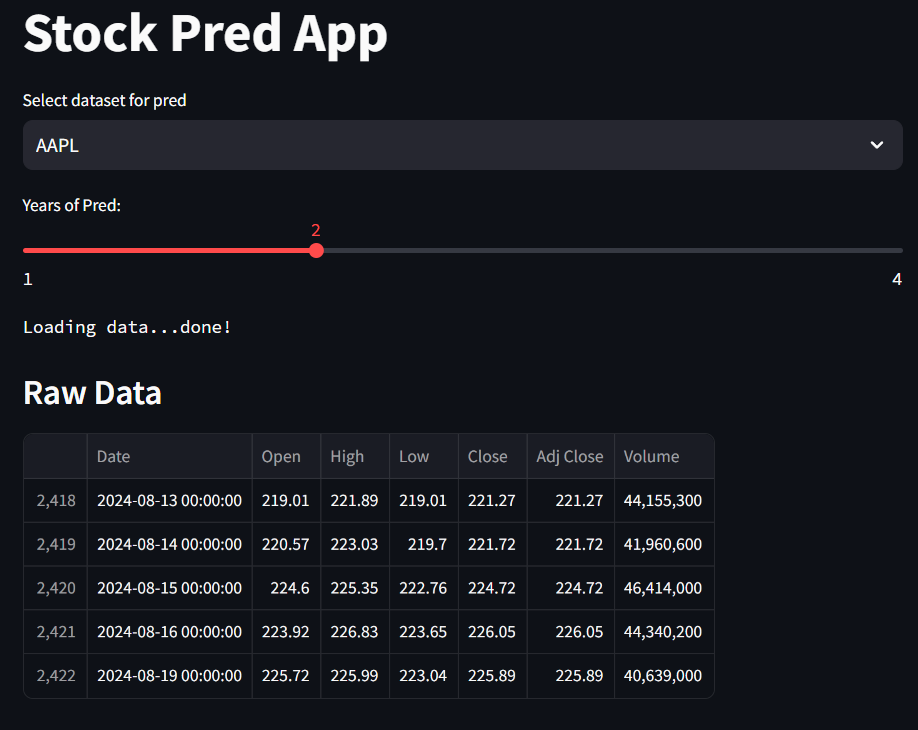 Stock Pred App
Select dataset for pred
AAPL
Years of Pred:
2
1 4
Loading data...done!
Raw Data
Date Open High Low Close Adj Close Volume
2,418 2024-08-13 00:00:00 219.01 221.89 219.01 221.27 221.27 44,155,300
2,419 2024-08-14 00:00:00 220.57 223.03 219.7 221.72 221.72 41,960,600
2,420 2024-08-15 00:00:00 224.6 225.35 222.76 224.72 224.72 46,414,000
2,421 2024-08-16 00:00:00 223.92 226.83 223.65 226.05 226.05 44,340,200
2,422 2024-08-19 00:00:00 225.72 225.99 223.04 225.89 225.89 40,639,000